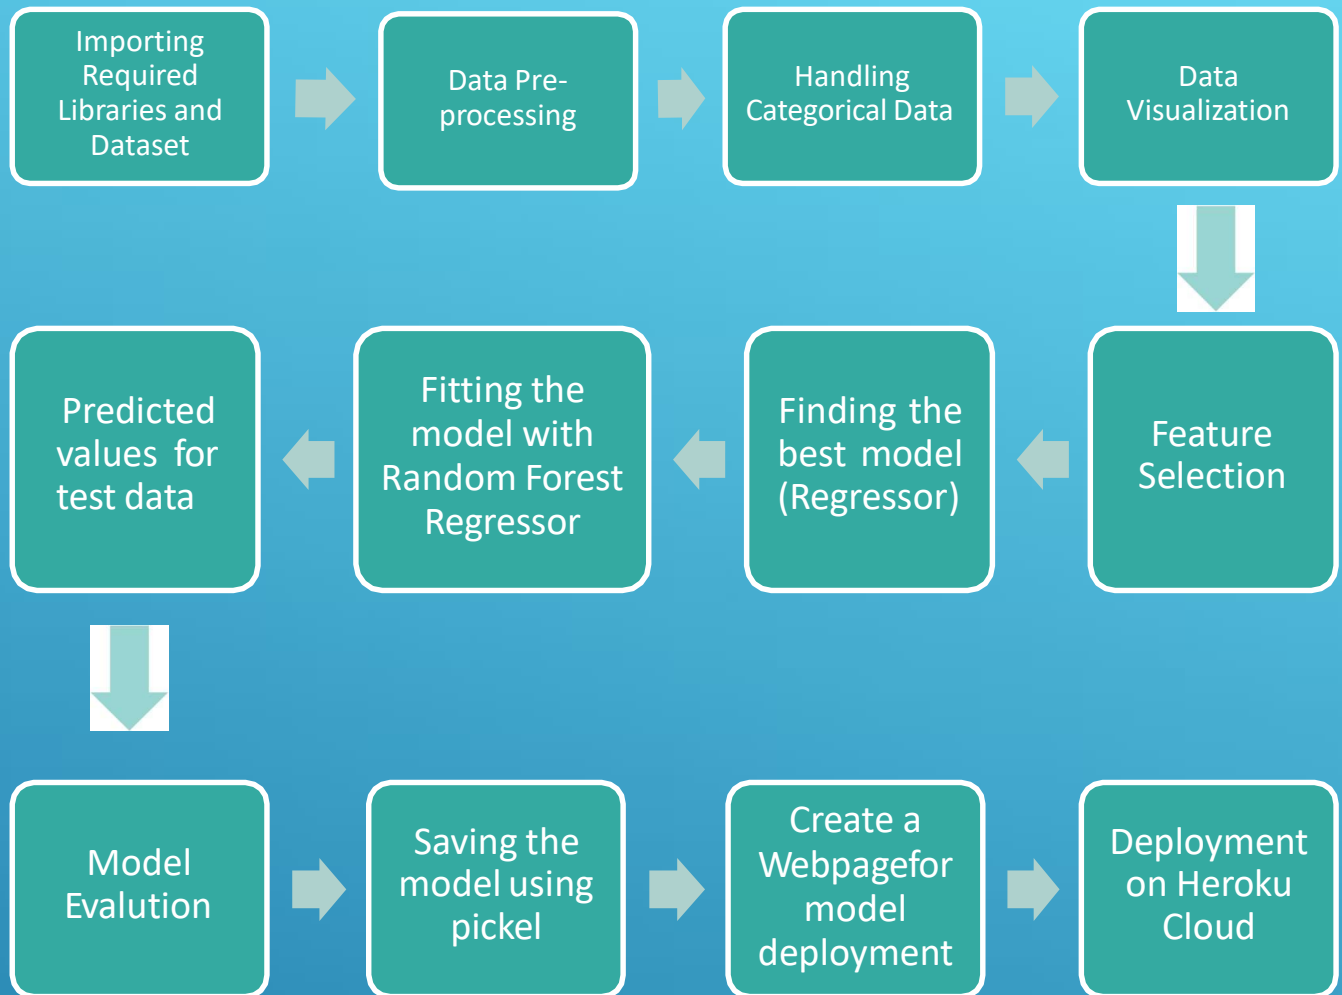 Importing
Required
Libraries and
Dataset
Data Pre-
processing
Handling
Categorical Data
Data
Visualization
Feature
Selection
Finding the
best model
(Regressor)
Fitting the
model with
Random Forest
Regressor
Predicted
values for
test data
Model
Evalution
Saving the
model using
pickel
Create a
Webpagefor
model
deployment
Deployment
on Heroku
Cloud